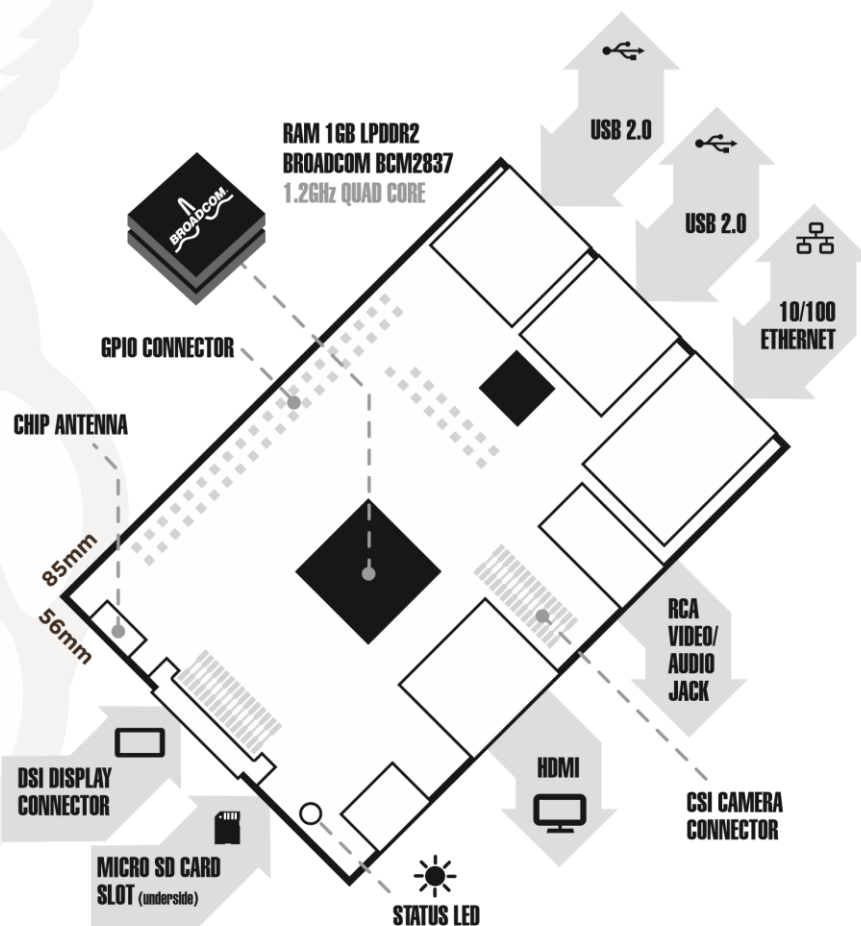 USB 2.0
RAM 1GB LPDDR2
BROADCOM BCM2837
1.2GHz QUAD CORE
BROADCOM.
USB 2.0
10/100
ETHERNET
GPIO CONNECTOR
CHIP ANTENNA
85mm
56mm
RCA
VIDEO/
AUDIO
JACK
DSI DISPLAY
CONNECTOR
HDMI
CSI CAMERA
CONNECTOR
MICRO SD CARD
SLOT (underside)
STATUS LED